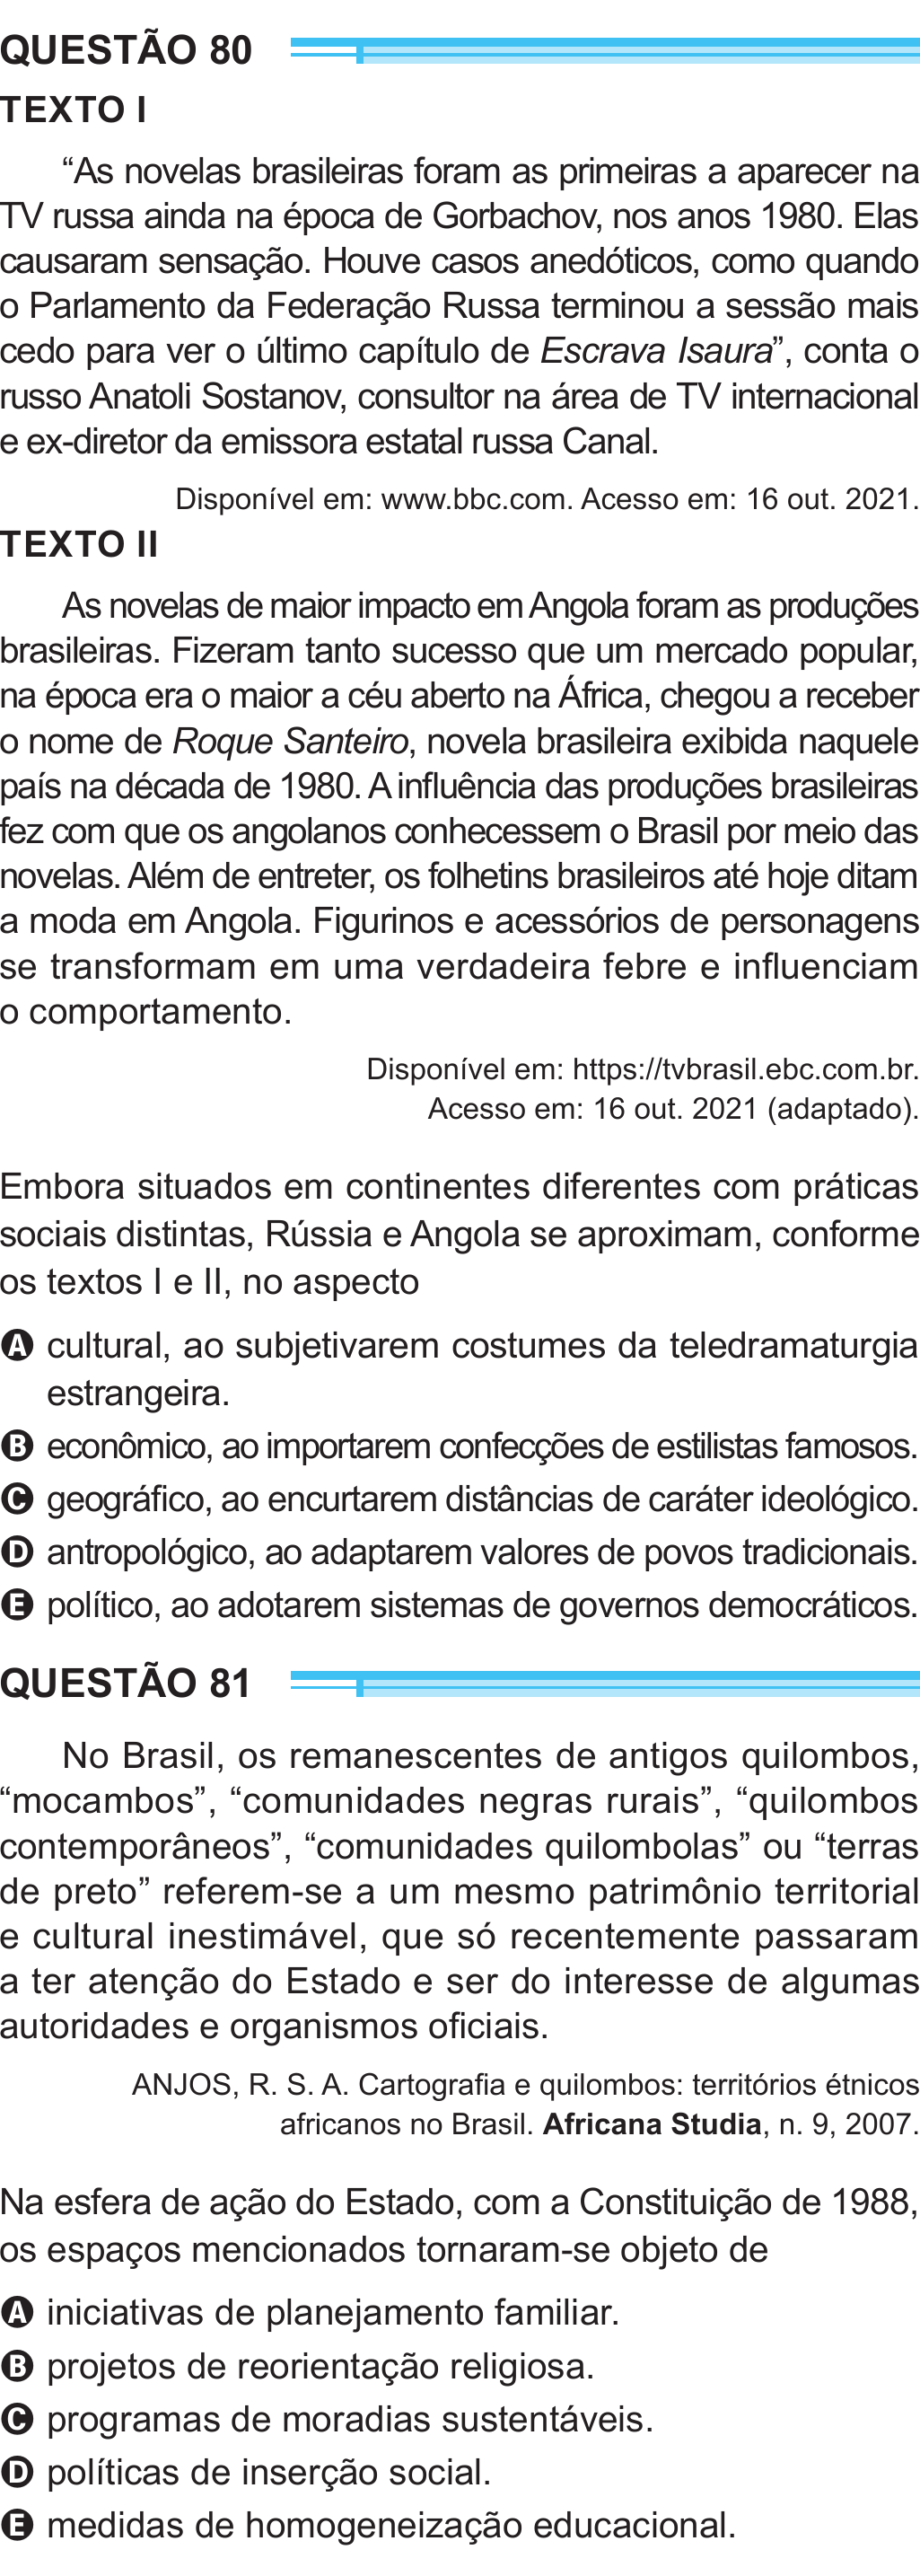 QUESTÃO 80
TEXTO I
“As novelas brasileiras foram as primeiras a aparecer na
TV russa ainda na época de Gorbachov, nos anos 1980. Elas
causaram sensação. Houve casos anedóticos, como quando
o Parlamento da Federação Russa terminou a sessão mais
cedo para ver o último capítulo de Escrava Isaura”, conta o
russo Anatoli Sostanov, consultor na área de TV internacional
e ex-diretor da emissora estatal russa Canal.
Disponível em: www.bbc.com. Acesso em: 16 out. 2021.
TEXTO II
As novelas de maior impacto em Angola foram as produções
brasileiras. Fizeram tanto sucesso que um mercado popular,
na época era o maior a céu aberto na África, chegou a receber
o nome de Roque Santeiro, novela brasileira exibida naquele
país na década de 1980. A influência das produções brasileiras
fez com que os angolanos conhecessem o Brasil por meio das
novelas. Além de entreter, os folhetins brasileiros até hoje ditam
a moda em Angola. Figurinos e acessórios de personagens
se transformam em uma verdadeira febre e influenciam
o comportamento.
Disponível em: https://tvbrasil.ebc.com.br.
Acesso em: 16 out. 2021 (adaptado).
Embora situados em continentes diferentes com práticas
sociais distintas, Rússia e Angola se aproximam, conforme
os textos I e II, no aspecto
A cultural, ao subjetivarem costumes da teledramaturgia
estrangeira.
B econômico, ao importarem confecções de estilistas famosos.
C geográfico, ao encurtarem distâncias de caráter ideológico.
D antropológico, ao adaptarem valores de povos tradicionais.
E político, ao adotarem sistemas de governos democráticos.
QUESTÃO 81
No Brasil, os remanescentes de antigos quilombos,
“mocambos”, “comunidades negras rurais”, “quilombos
contemporâneos”, “comunidades quilombolas” ou “terras
de preto” referem-se a um mesmo patrimônio territorial
e cultural inestimável, que só recentemente passaram
a ter atenção do Estado e ser do interesse de algumas
autoridades e organismos oficiais.
ANJOS, R. S. A. Cartografia e quilombos: territórios étnicos
africanos no Brasil. Africana Studia, n. 9, 2007.
Na esfera de ação do Estado, com a Constituição de 1988,
os espaços mencionados tornaram-se objeto de
A iniciativas de planejamento familiar.
B projetos de reorientação religiosa.
C programas de moradias sustentáveis.
D políticas de inserção social.
E medidas de homogeneização educacional.